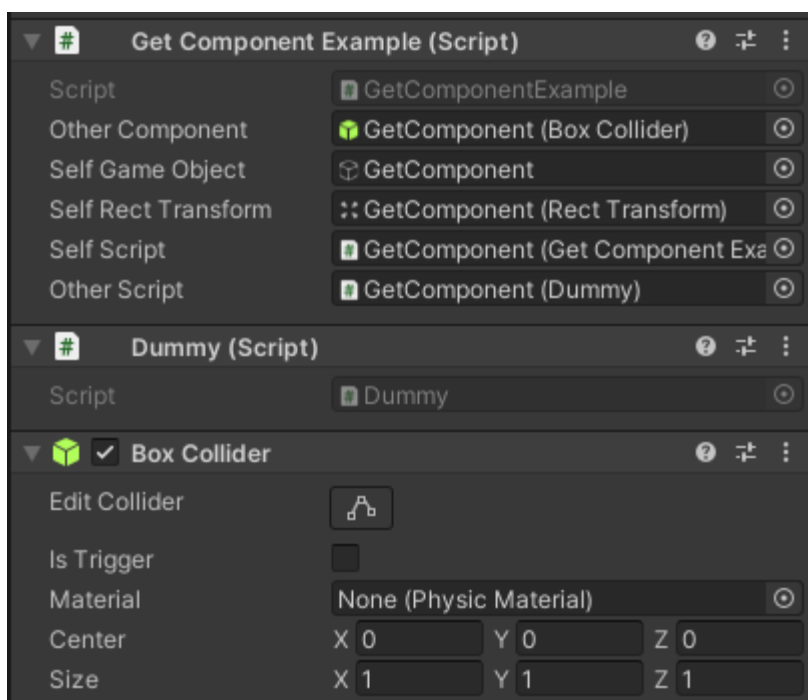 Get Component Example (Script)
Script GetComponentExample
Other Component GetComponent (Box Collider)
Self Game Object GetComponent
Self Rect Transform GetComponent (Rect Transform)
Self Script GetComponent (Get Component Exa
Other Script GetComponent (Dummy)
Dummy (Script)
Script Dummy
Box Collider
Edit Collider
Is Trigger
Material None (Physic Material)
Center X 0 Y 0 Z 0
Size X 1 Y 1 Z 1